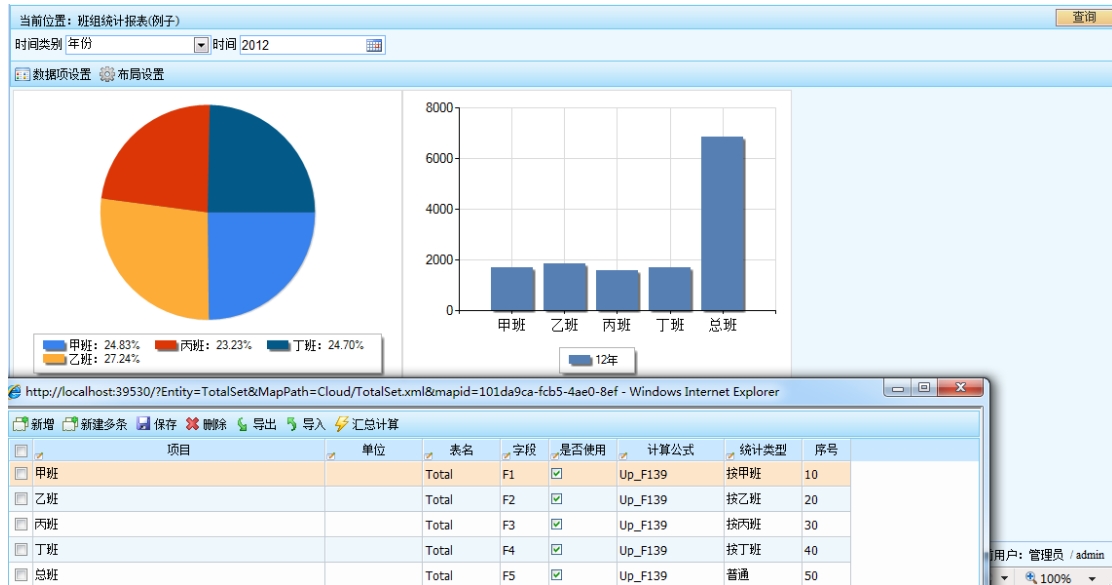 当前位置：班组统计报表(例子)
查询
时间类别 年份 时间 2012
数据项设置 布局设置
8000
6000
4000
2000
0
甲班 乙班 丙班 丁班 总班
12年
甲班：24.83% 丙班：23.23% 丁班：24.70%
乙班：27.24%
http://localhost:39530/?Entity=TotalSet&MapPath=Cloud/TotalSet.xml&mapid=101da9ca-fcb5-4ae0-8ef - Windows Internet Explorer
新增 新建多条 保存 删除 导出 导入 汇总计算
项目 单位 表名 字段 是否使用 计算公式 统计类型 序号
甲班 Total F1 Up_F139 按甲班 10
乙班 Total F2 Up_F139 按乙班 20
丙班 Total F3 Up_F139 按丙班 30
丁班 Total F4 Up_F139 按丁班 40
总班 Total F5 Up_F139 普通 50
用户：管理员 / admin
100%